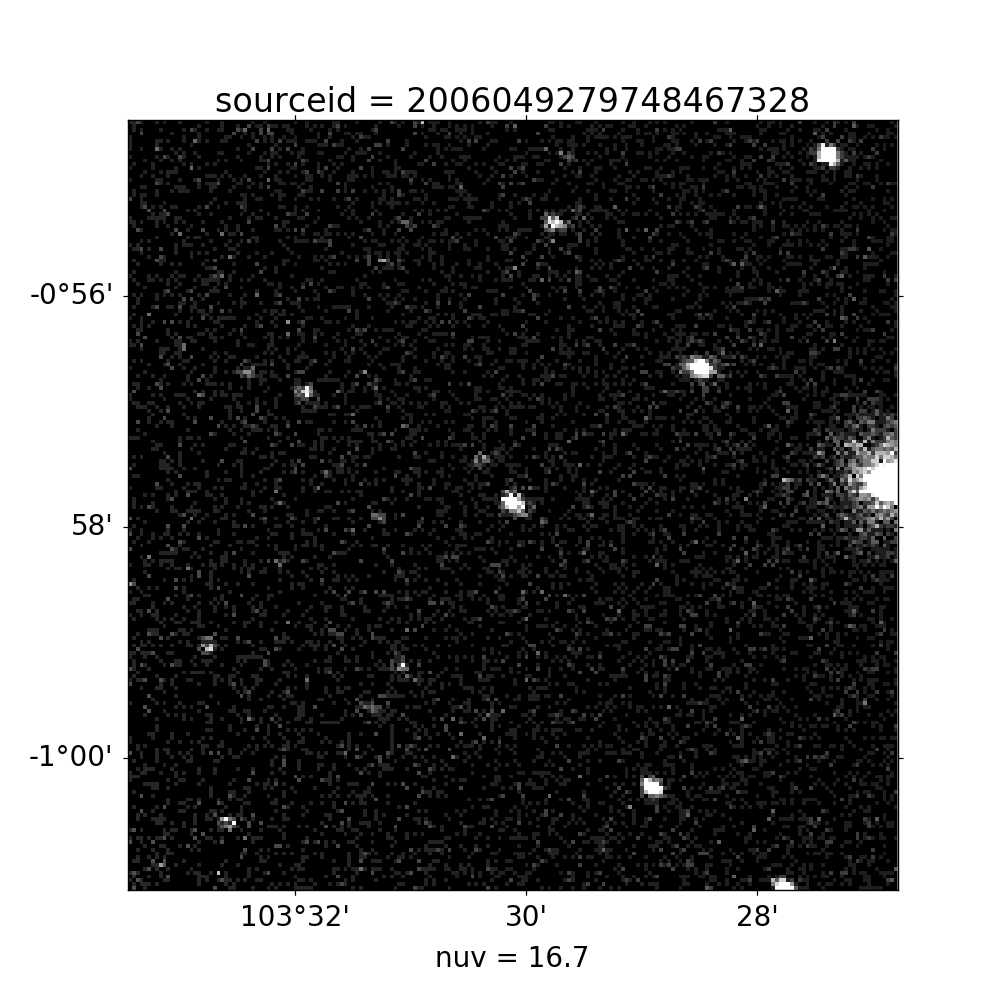 sourceid = 2006049279748467328
-0°56'
58'
-1°00'
103°32' 30' 28'
nuv = 16.7